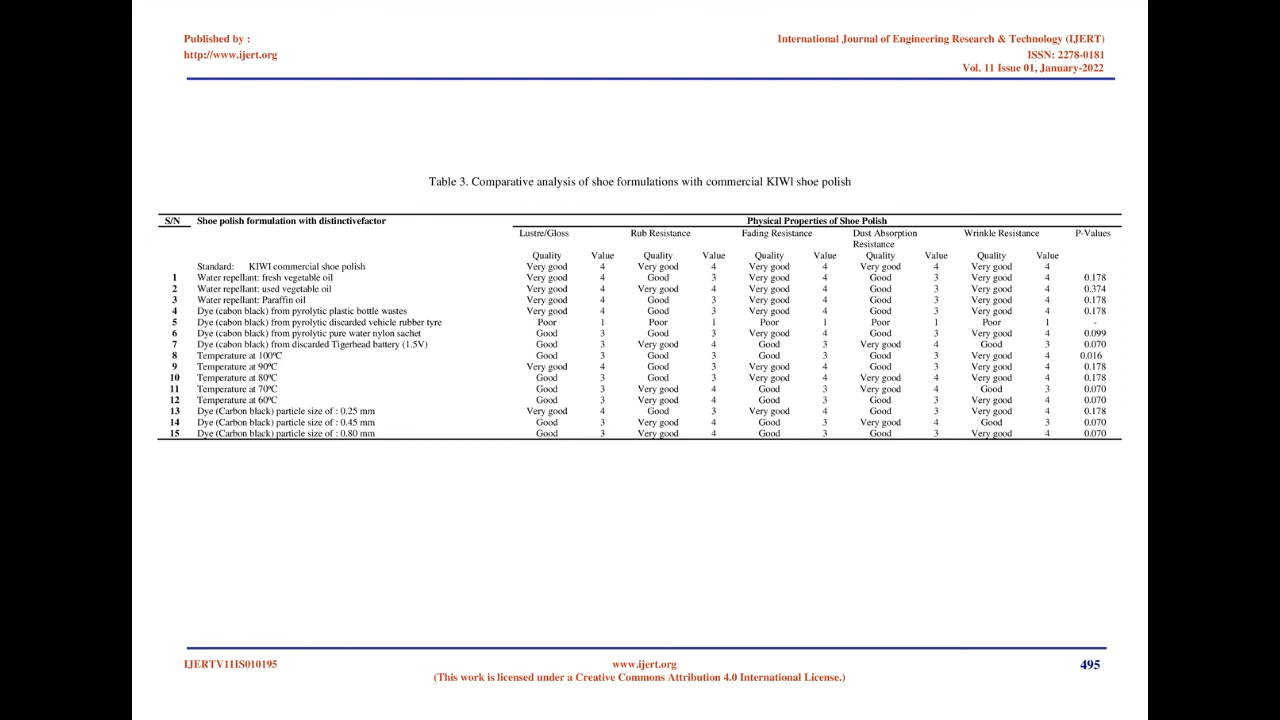 Published by :
International Journal of Engineering Research & Technology (IJERT)
http://www.ijert.org
ISSN: 2278-0181
Vol. 11 Issue 01, January-2022
Table 3. Comparative analysis of shoe formulations with commercial KIWl shoe polish
S/N Shoe polish formulation with distinctivefactor Physical Properties of Shoe Polish
Lustre/Gloss Rub Resistance Fading Resistance Dust Absorption Resistance Wrinkle Resistance P-Values
Quality Value Quality Value Quality Value Quality Value Quality Value
Standard: KIWI commercial shoe polish Very good 4 Very good 4 Very good 4 Very good 4 Very good 4
1 Water repellant: fresh vegetable oil Very good 4 Good 3 Very good 4 Good 3 Very good 4 0.178
2 Water repellant: used vegetable oil Very good 4 Very good 4 Very good 4 Good 3 Very good 4 0.374
3 Water repellant: Paraffin oil Very good 4 Good 3 Very good 4 Good 3 Very good 4 0.178
4 Dye (cabon black) from pyrolytic plastic bottle wastes Very good 4 Good 3 Very good 4 Good 3 Very good 4 0.178
5 Dye (cabon black) from pyrolytic discarded vehicle rubber tyre Poor 1 Poor 1 Poor 1 Poor 1 Poor 1 -
6 Dye (cabon black) from pyrolytic pure water nylon sachet Good 3 Good 3 Very good 4 Good 3 Very good 4 0.099
7 Dye (cabon black) from discarded Tigerhead battery (1.5V) Good 3 Very good 4 Good 3 Very good 4 Good 3 0.070
8 Temperature at 100⁰C Good 3 Good 3 Good 3 Good 3 Very good 4 0.016
9 Temperature at 90⁰C Very good 4 Good 3 Very good 4 Good 3 Very good 4 0.178
10 Temperature at 80⁰C Good 3 Good 3 Very good 4 Very good 4 Very good 4 0.178
11 Temperature at 70⁰C Good 3 Very good 4 Good 3 Very good 4 Good 3 0.070
12 Temperature at 60⁰C Good 3 Very good 4 Good 3 Good 3 Very good 4 0.070
13 Dye (Carbon black) particle size of : 0.25 mm Very good 4 Good 3 Very good 4 Good 3 Very good 4 0.178
14 Dye (Carbon black) particle size of : 0.45 mm Good 3 Very good 4 Good 3 Very good 4 Good 3 0.070
15 Dye (Carbon black) particle size of : 0.80 mm Good 3 Very good 4 Good 3 Good 3 Very good 4 0.070
IJERTV11IS010195 www.ijert.org 495
(This work is licensed under a Creative Commons Attribution 4.0 International License.)